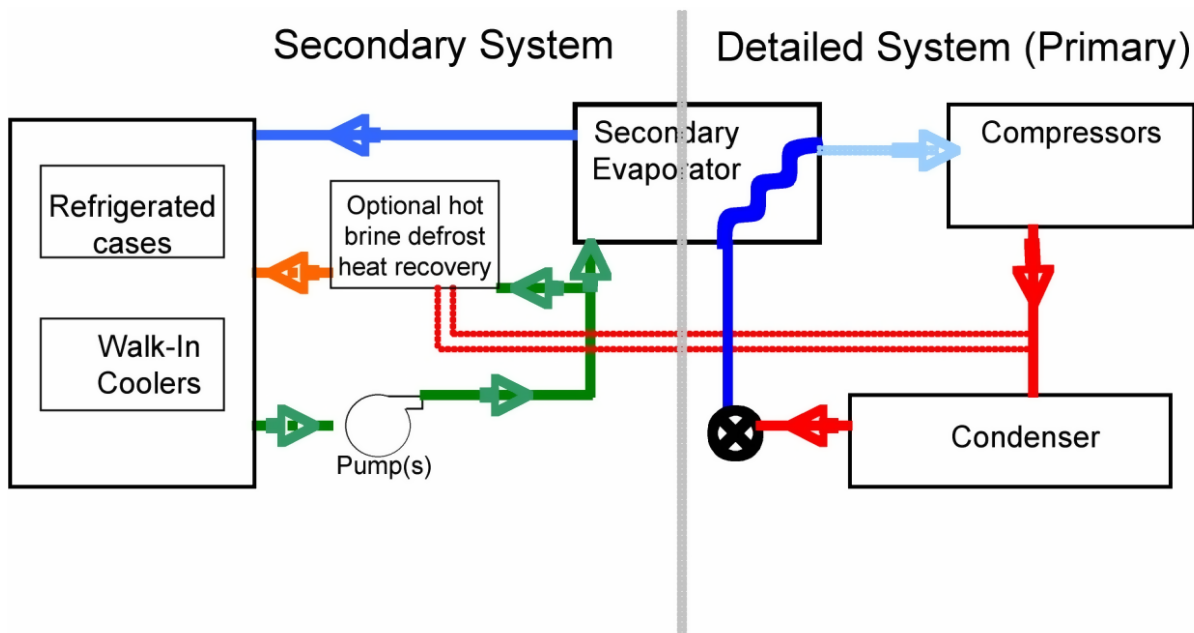 Secondary System
Detailed System (Primary)
Secondary
Evaporator
Compressors
Refrigerated
cases
Optional hot
brine defrost
heat recovery
Walk-In
Coolers
Pump(s)
Condenser